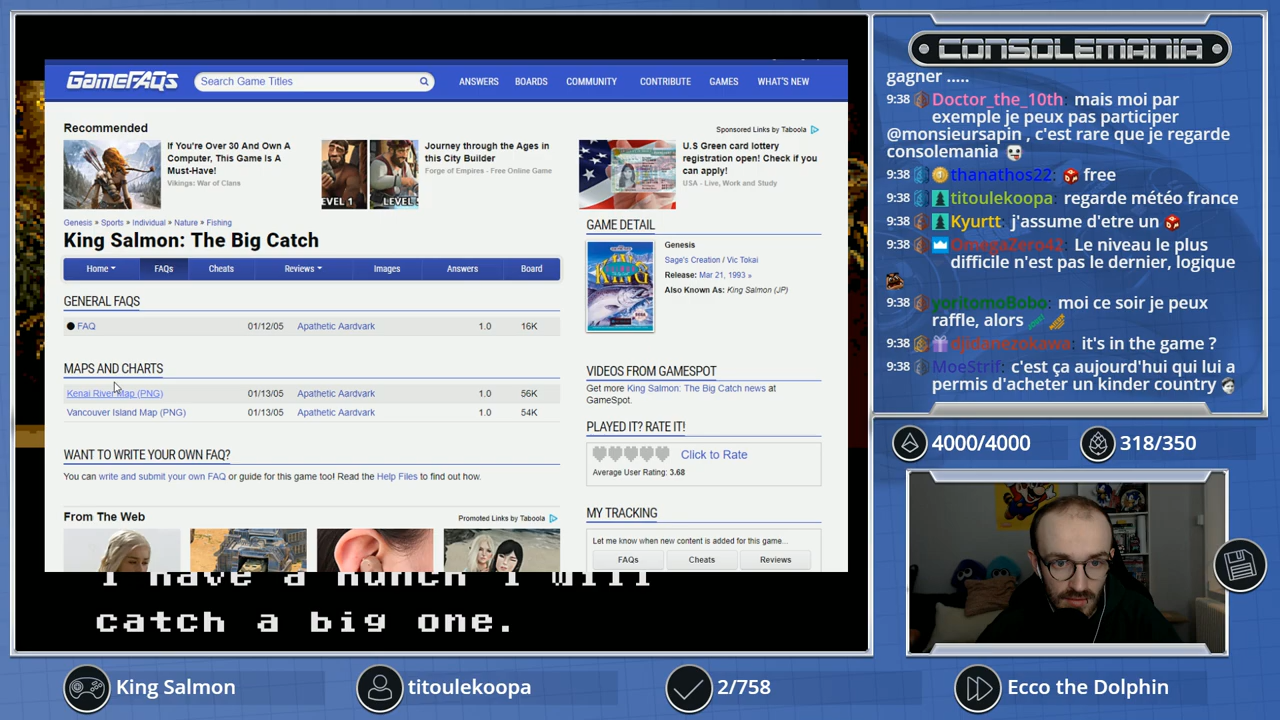 GameFAQs
Search Game Titles
ANSWERS BOARDS COMMUNITY CONTRIBUTE GAMES WHAT'S NEW
Recommended
Sponsored Links by Taboola
If You're Over 30 And Own A
Computer, This Game Is A
Must-Have!
Vikings: War of Clans
EVEL 1
LEVEL
Journey through the Ages in
this City Builder
Forge of Empires - Free Online Game
U.S Green card lottery
registration open! Check if you
can apply!
USA - Live, Work and Study
Genesis » Sports » Individual » Nature » Fishing
King Salmon: The Big Catch
Home FAQs Cheats Reviews Images Answers Board
GENERAL FAQS
FAQ 01/12/05 Apathetic Aardvark 1.0 16K
MAPS AND CHARTS
Kenai River Map (PNG) 01/13/05 Apathetic Aardvark 1.0 56K
Vancouver Island Map (PNG) 01/13/05 Apathetic Aardvark 1.0 54K
WANT TO WRITE YOUR OWN FAQ?
You can write and submit your own FAQ or guide for this game too! Read the Help Files to find out how.
From The Web
Promoted Links by Taboola
GAME DETAIL
Genesis
Sage's Creation / Vic Tokai
Release: Mar 21, 1993 »
Also Known As: King Salmon (JP)
VIDEOS FROM GAMESPOT
Get more King Salmon: The Big Catch news at
GameSpot.
PLAYED IT? RATE IT!
Click to Rate
Average User Rating: 3.68
MY TRACKING
Let me know when new content is added for this game...
FAQs Cheats Reviews
I have a hunch I will
catch a big one.
CONSOLEMANIA
gagner .....
9:38 Doctor_the_10th: mais moi par
exemple je peux pas participer
@monsieursapin , c'est rare que je regarde
consolemania
9:38 thanathos22: free
9:38 titoulekoopa: regarde météo france
9:38 Kyurtt: j'assume d'etre un
9:38 OmegaZero42: Le niveau le plus
difficile n'est pas le dernier, logique
9:38 yoritomoBobo: moi ce soir je peux
raffle, alors
9:38 djidanezokawa: it's in the game ?
9:38 MoeStrif: c'est ça aujourd'hui qui lui a
permis d'acheter un kinder country
4000/4000
318/350
King Salmon
titoulekoopa
2/758
Ecco the Dolphin